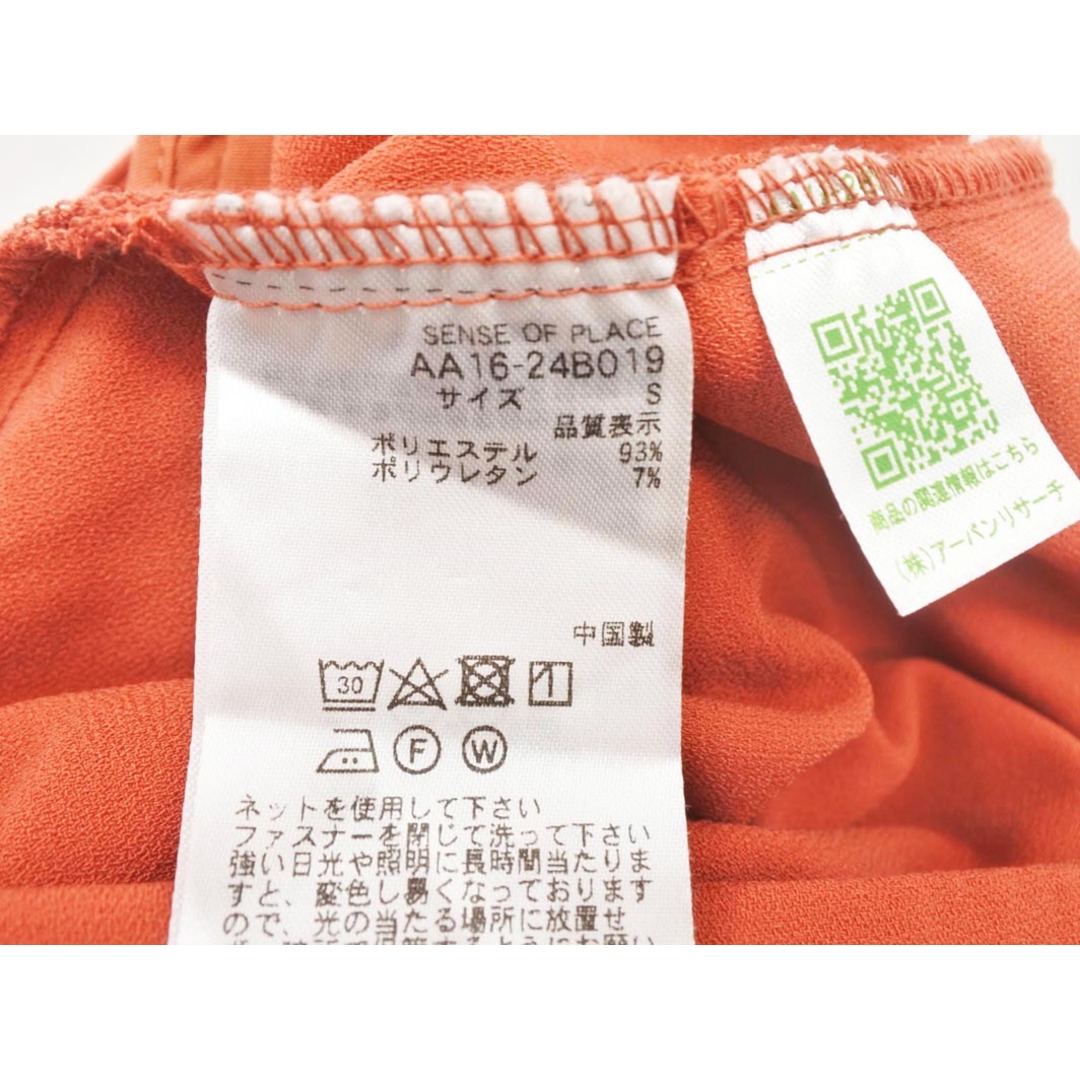 SENSE OF PLACE
AA16-24B019
サイズ S
品質表示
ポリエステル 93%
ポリウレタン 7%
中国製
30
1
F W
ネットを使用して下さい
ファスナーを閉じて洗って下さい
強い日光や照明に長時間当たりま
すと、変色し易くなっております
ので、光の当たる場所に放置せ
商品の関連情報はこちら
(株)アーバンリサーチ